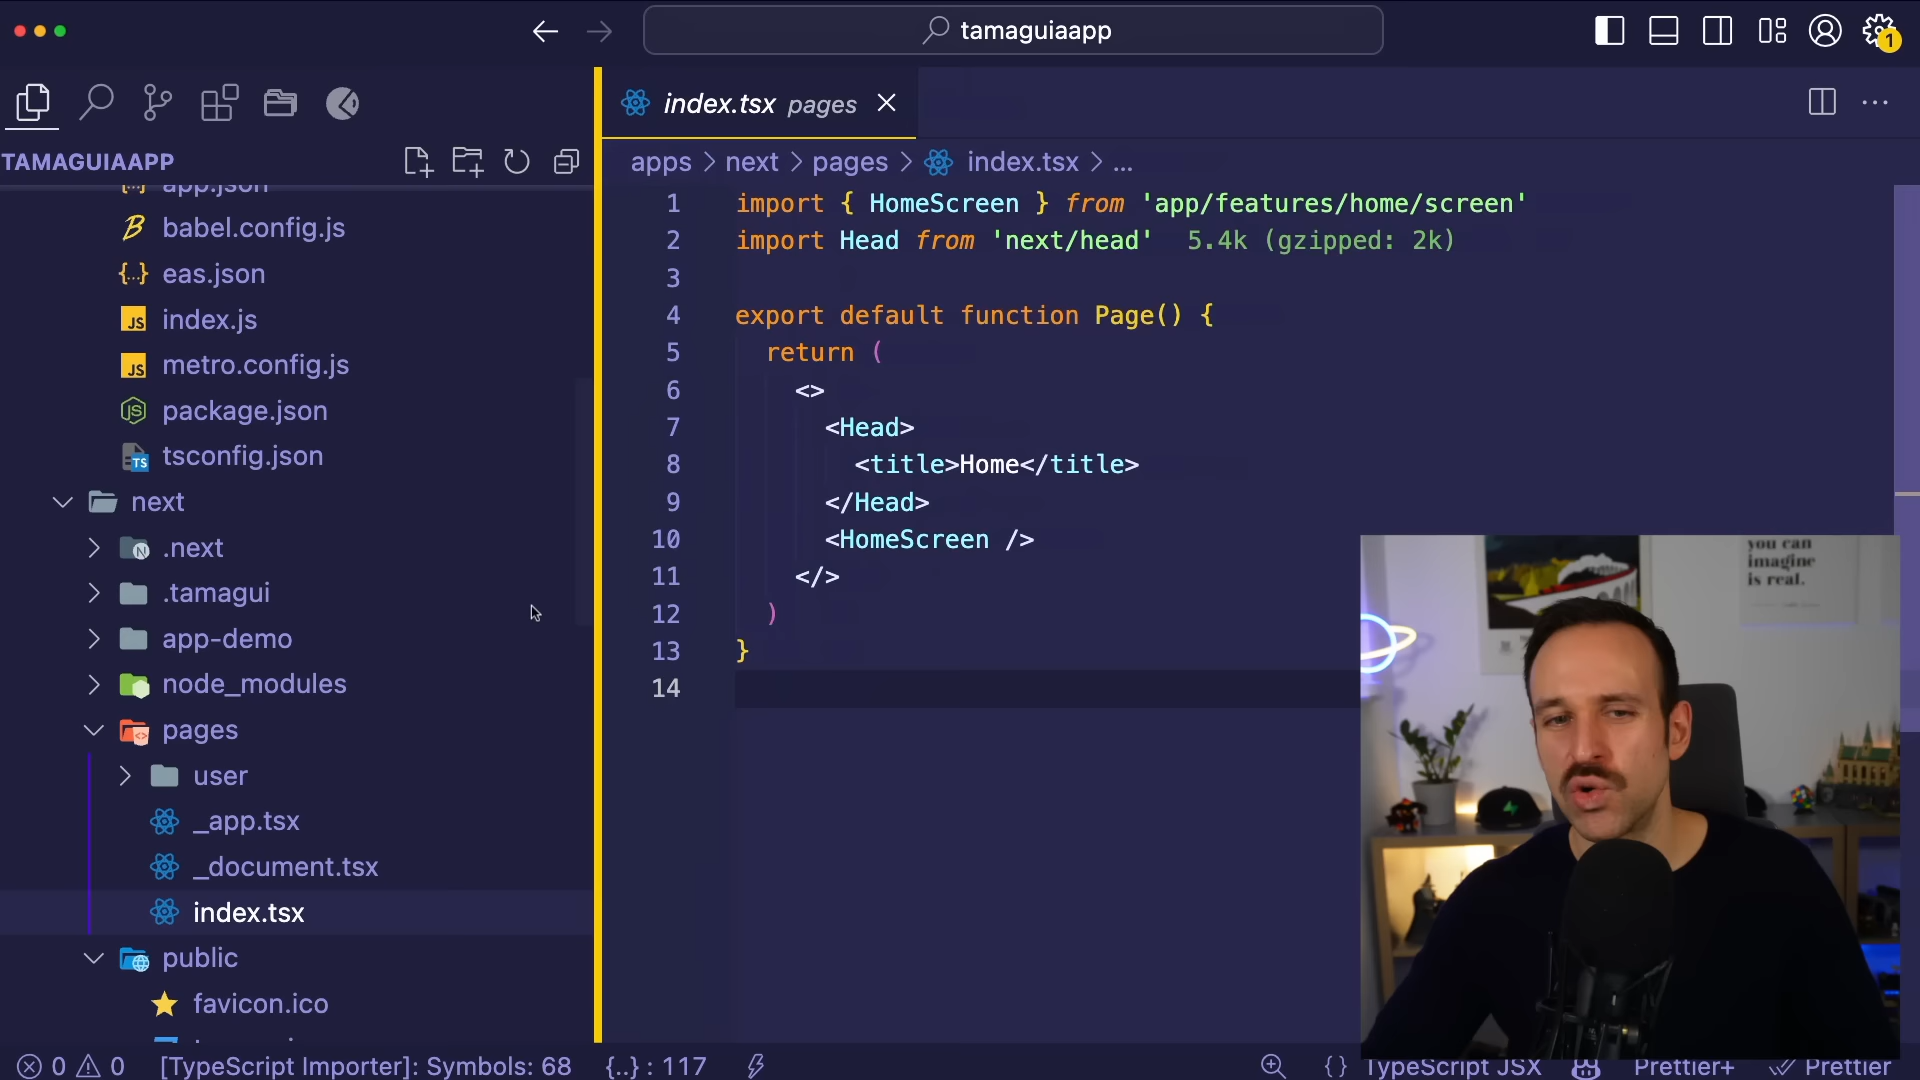 tamaguiaapp
1
index.tsx pages
TAMAGUIAAPP
apps > next > pages > index.tsx > ...
app.json
babel.config.js
eas.json
index.js
metro.config.js
package.json
tsconfig.json
next
.next
.tamagui
app-demo
node_modules
pages
user
_app.tsx
_document.tsx
index.tsx
public
favicon.ico
1 import { HomeScreen } from 'app/features/home/screen'
2 import Head from 'next/head' 5.4k (gzipped: 2k)
3
4 export default function Page() {
5 return (
6 <>
7 <Head>
8 <title>Home</title>
9 </Head>
10 <HomeScreen />
11 </>
12 )
13 }
14
you can
imagine
is real.
0 0 [TypeScript Importer]: Symbols: 68 {..} : 117 {} TypeScript JSX Prettier+ Prettier